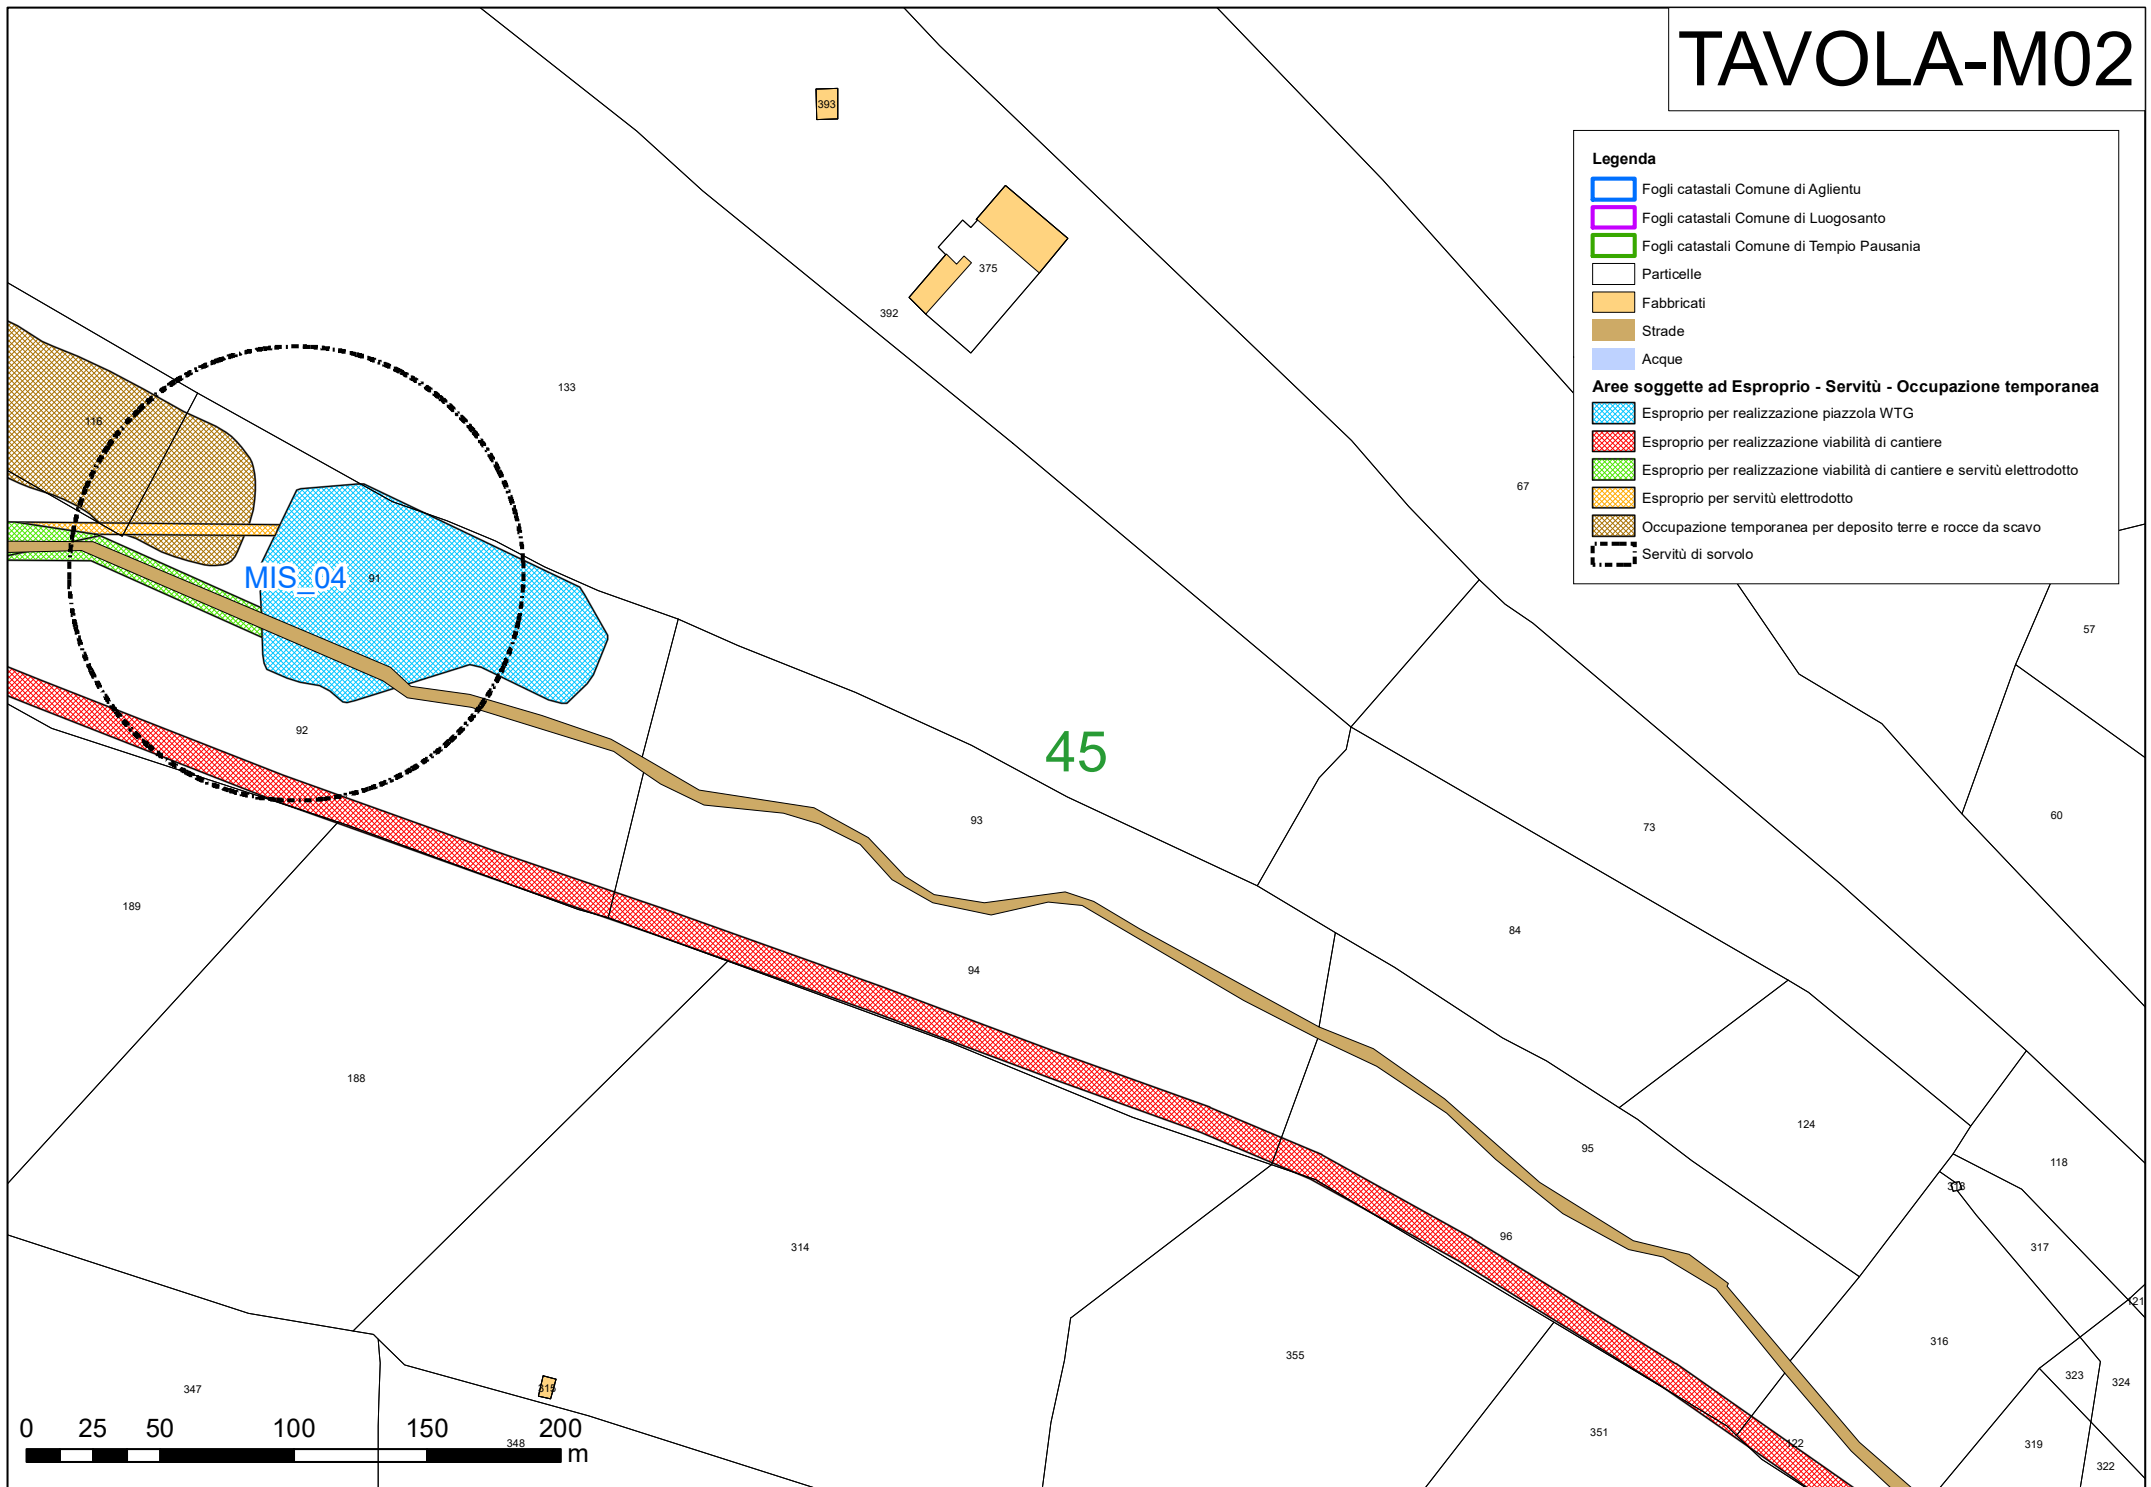 TAVOLA-M02
Legenda
Fogli catastali Comune di Aglientu
Fogli catastali Comune di Luogosanto
Fogli catastali Comune di Tempio Pausania
Particelle
Fabbricati
Strade
Acque
Aree soggette ad Esproprio - Servitù - Occupazione temporanea
Esproprio per realizzazione piazzola WTG
Esproprio per realizzazione viabilità di cantiere
Esproprio per realizzazione viabilità di cantiere e servitù elettrodotto
Esproprio per servitù elettrodotto
Occupazione temporanea per deposito terre e rocce da scavo
Servitù di sorvolo
393
375
392
133
116
67
MIS_04
91
57
92
45
93
73
60
189
94
84
188
95
124
118
318
314
96
317
121
316
355
347
315
323
324
351
122
319
322
348
0 25 50 100 150 200
m